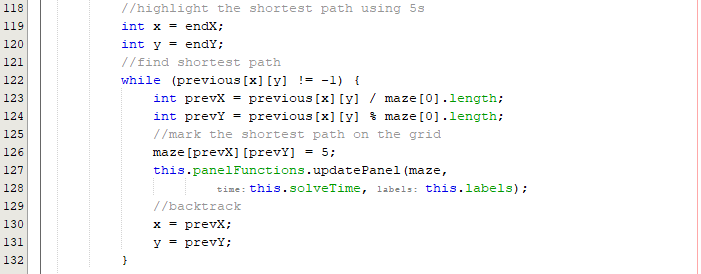 118 //highlight the shortest path using 5s
119 int x = endX;
120 int y = endY;
121 //find shortest path
122 while (previous[x][y] != -1) {
123 int prevX = previous[x][y] / maze[0].length;
124 int prevY = previous[x][y] % maze[0].length;
125 //mark the shortest path on the grid
126 maze[prevX][prevY] = 5;
127 this.panelFunctions.updatePanel(maze,
128 time: this.solveTime, labels: this.labels);
129 //backtrack
130 x = prevX;
131 y = prevY;
132 }